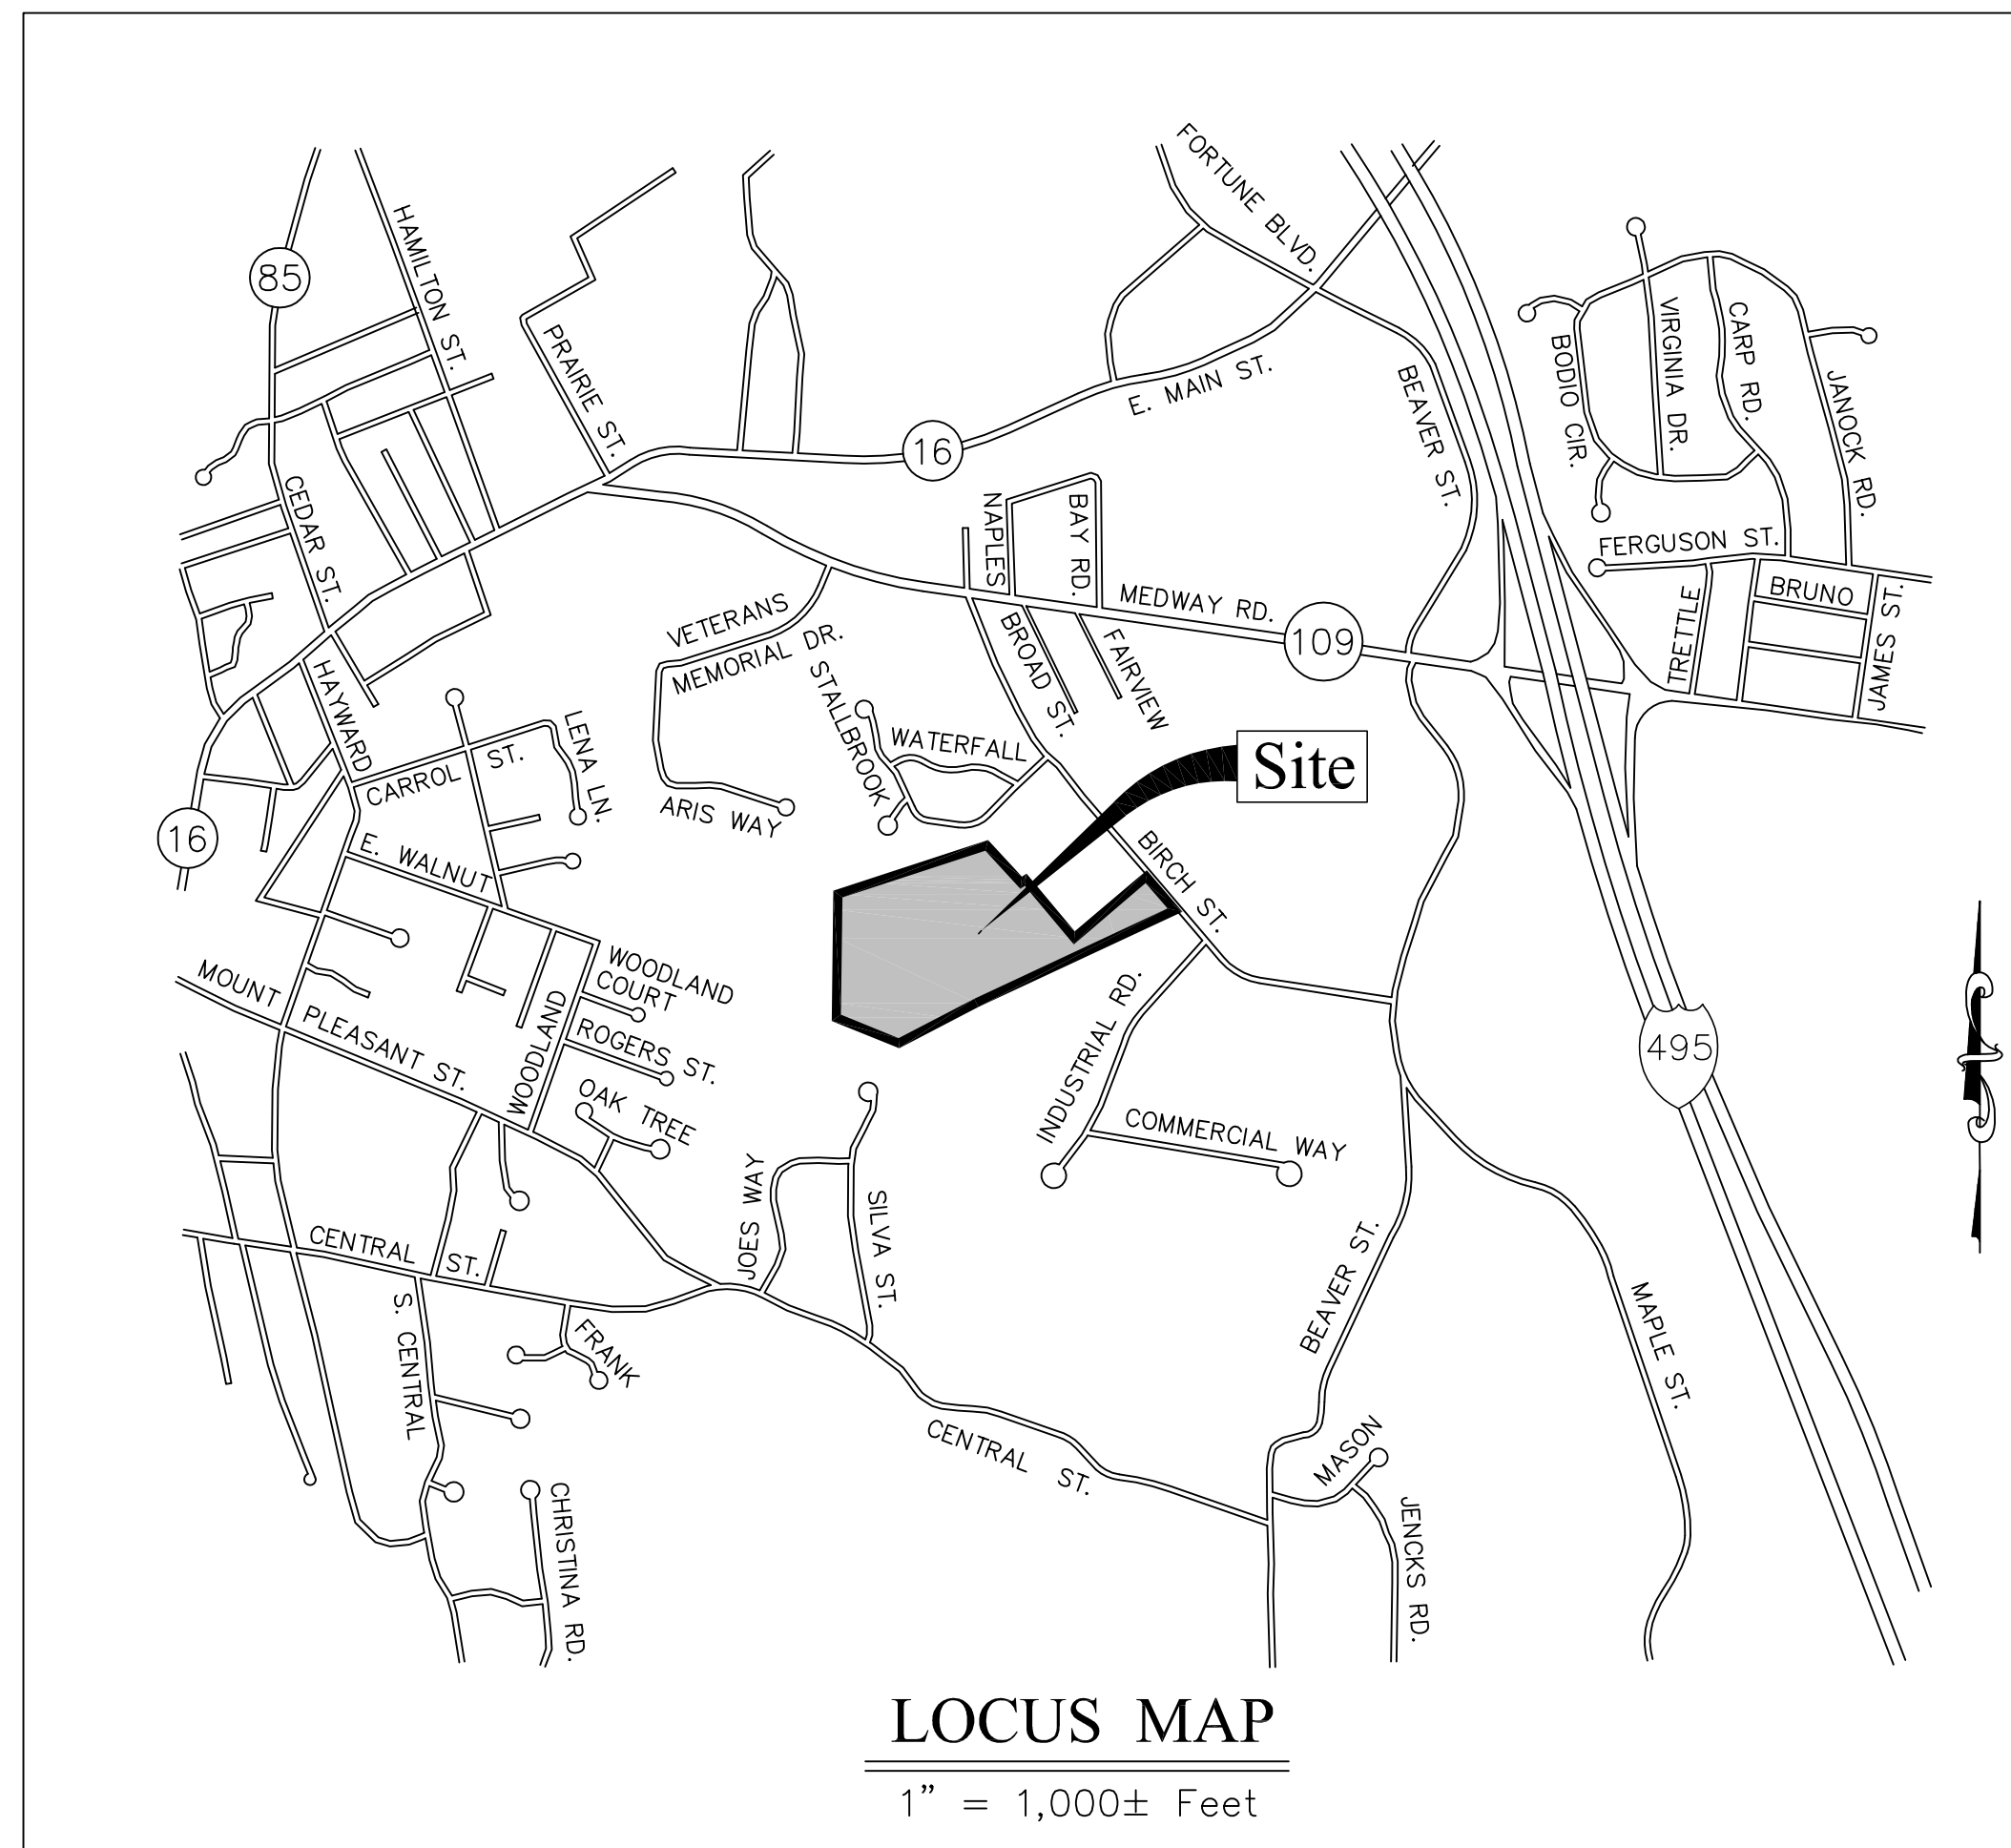 FORTUNE BLVD.
HAMILTON ST.
85
PRAIRIE ST.
VIRGINIA DR.
CARP RD.
BODIO CIR.
JANOCK RD.
E. MAIN ST.
BEAVER ST.
16
CEDAR ST.
NAPLES
BAY RD.
FERGUSON ST.
BRUNO
TRETTLE
JAMES ST.
MEDWAY RD.
109
VETERANS
MEMORIAL DR.
BROAD ST.
FAIRVIEW
HAYWARD
STALLBROOK
WATERFALL
LENA LN.
CARROL ST.
ARIS WAY
Site
16
E. WALNUT
BIRCH ST.
WOODLAND
COURT
MOUNT PLEASANT ST.
WOODLAND
ROGERS ST.
INDUSTRIAL RD.
495
OAK TREE
COMMERCIAL WAY
JOES WAY
SILVA ST.
CENTRAL ST.
BEAVER ST.
MAPLE ST.
S. CENTRAL
FRANK
CENTRAL ST.
MASON
JENCKS RD.
CHRISTINA RD.
LOCUS MAP
1” = 1,000± Feet